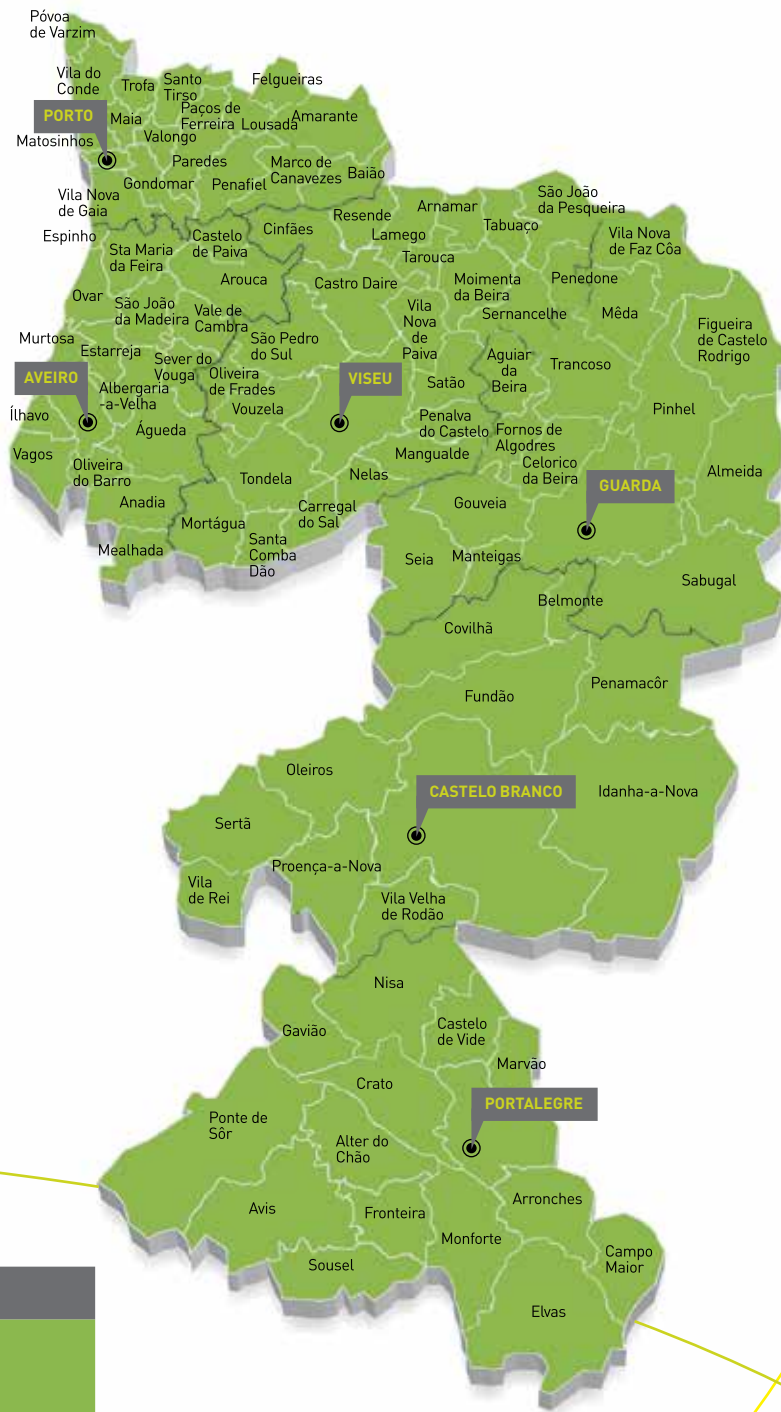 Póvoa
de Varzim
Vila do
Conde
Trofa
Santo
Tirso
Felgueiras
PORTO
Maia
Paços de
Ferreira
Lousada
Amarante
Matosinhos
Valongo
Paredes
Marco de
Canavezes
Baião
Gondomar
Penafiel
Vila Nova
de Gaia
Espinho
Sta Maria
da Feira
Castelo
de Paiva
Cinfães
Resende
Arnamar
São João
da Pesqueira
Lamego
Tabuaço
Vila Nova
de Faz Côa
Tarouca
Arouca
Castro Daire
Moimenta
da Beira
Penedone
Ovar
São João
da Madeira
Vale de
Cambra
Vila
Nova
de
Paiva
Sernancelhe
Mêda
Figueira
de Castelo
Rodrigo
Murtosa
Estarreja
São Pedro
do Sul
Sever do
Vouga
Oliveira
de Frades
Aguiar
da
Beira
Trancoso
AVEIRO
Albergaria
-a-Velha
VISEU
Satão
Vouzela
Pinhel
Ílhavo
Águeda
Penalva
do Castelo
Fornos de
Algodres
Vagos
Oliveira
do Barro
Mangualde
Celorico
da Beira
Almeida
Tondela
Nelas
GUARDA
Anadia
Mortágua
Carregal
do Sal
Gouveia
Mealhada
Santa
Comba
Dão
Seia
Manteigas
Sabugal
Belmonte
Covilhã
Penamacôr
Fundão
Oleiros
CASTELO BRANCO
Idanha-a-Nova
Sertã
Proença-a-Nova
Vila
de Rei
Vila Velha
de Rodão
Nisa
Gavião
Castelo
de Vide
Marvão
Crato
PORTALEGRE
Ponte de
Sôr
Alter do
Chão
Avis
Fronteira
Arronches
Monforte
Campo
Maior
Sousel
Elvas